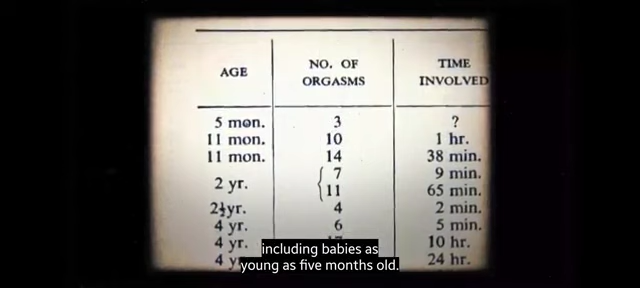 AGE
NO. OF
ORGASMS
TIME
INVOLVED
5 mon. 3 ?
11 mon. 10 1 hr.
11 mon. 14 38 min.
2 yr. { 7 9 min.
11 65 min.
2½yr. 4 2 min.
4 yr. 6 5 min.
4 yr. 10 hr.
4 y 24 hr.
including babies as
young as five months old.